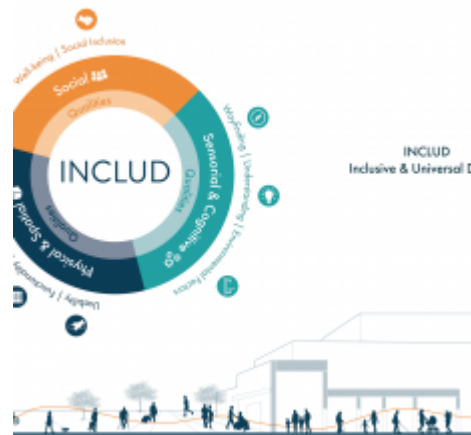 Well-being | Social Inclusion
Social
Qualities
INCLUD
Wayfinding | Understanding | Environmental Factors
Sensorial & Cognitive
Qualities
Physical & Spatial
Qualities
Usability | Functionality |
INCLUD
Inclusive & Universal D